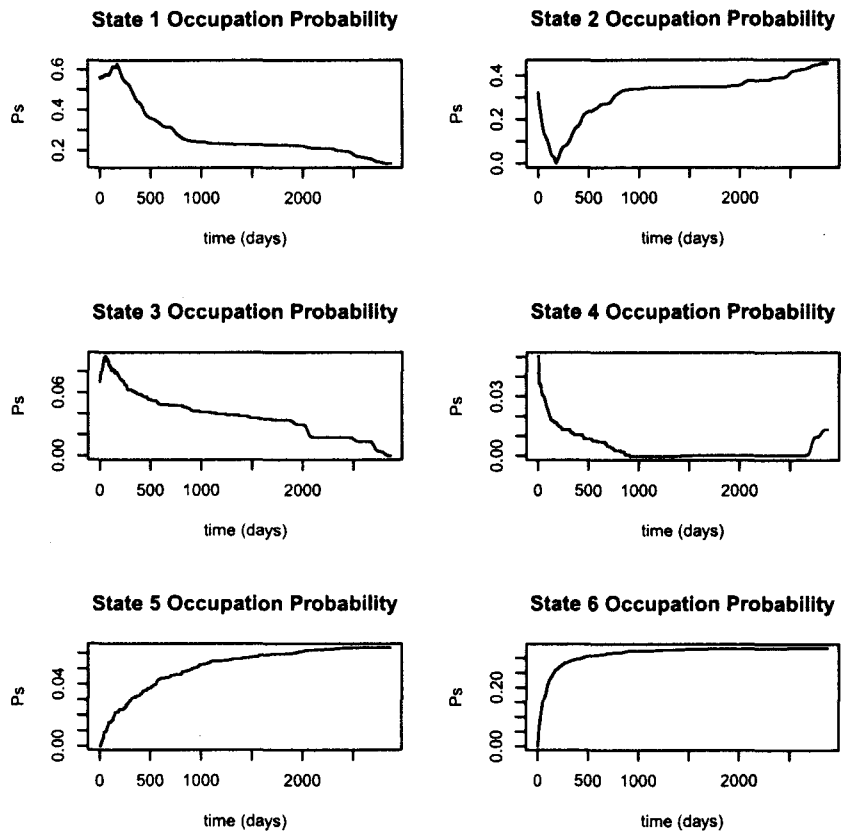 State 1 Occupation Probability
Ps
0.6
0.4
0.2
0
500
1000
2000
time (days)
State 2 Occupation Probability
Ps
0.4
0.2
0.0
0
500
1000
2000
time (days)
State 3 Occupation Probability
Ps
0.06
0.00
0
500
1000
2000
time (days)
State 4 Occupation Probability
Ps
0.03
0.00
0
500
1000
2000
time (days)
State 5 Occupation Probability
Ps
0.04
0.00
0
500
1000
2000
time (days)
State 6 Occupation Probability
Ps
0.20
0.00
0
500
1000
2000
time (days)